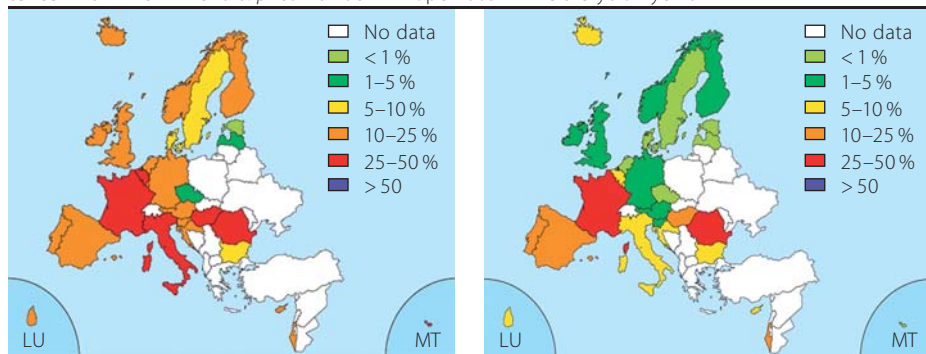 No data
< 1 %
1–5 %
5–10 %
10–25 %
25–50 %
> 50
LU
MT
No data
< 1 %
1–5 %
5–10 %
10–25 %
25–50 %
> 50
LU
MT